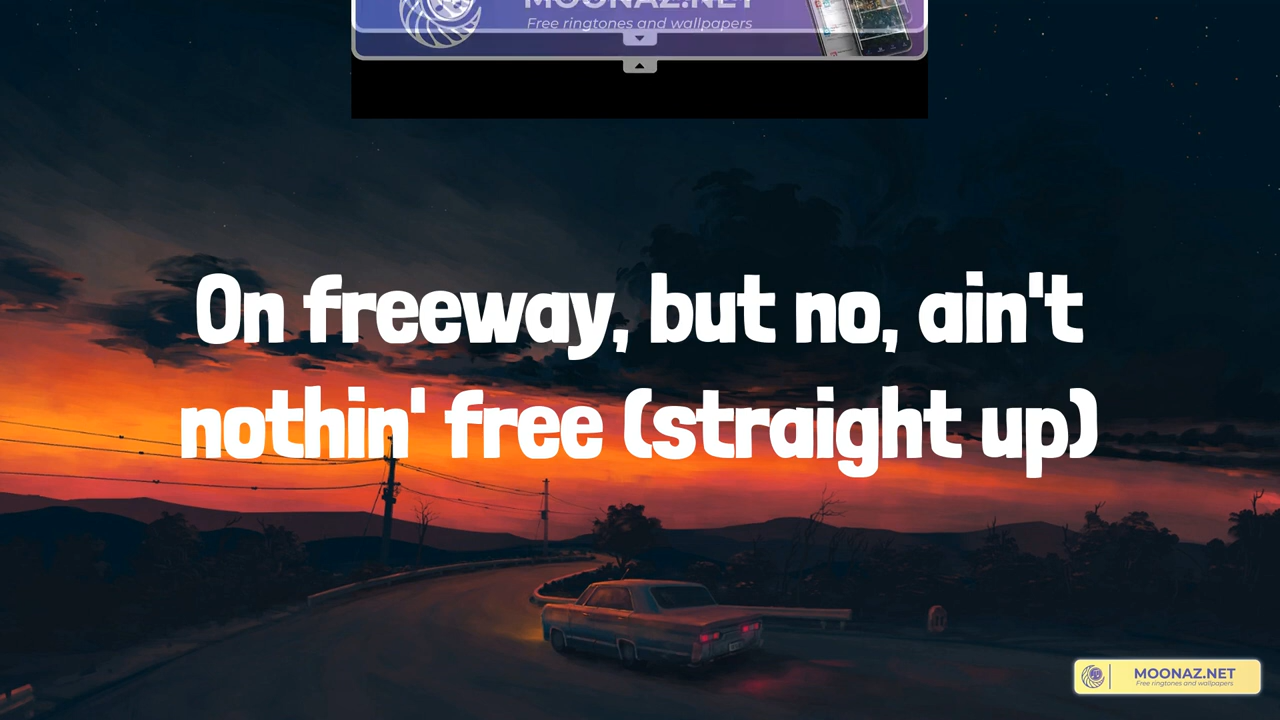 MOONAZ.NET
Free ringtones and wallpapers
On freeway, but no, ain't
nothin' free (straight up)
MOONAZ.NET
Free ringtones and wallpapers